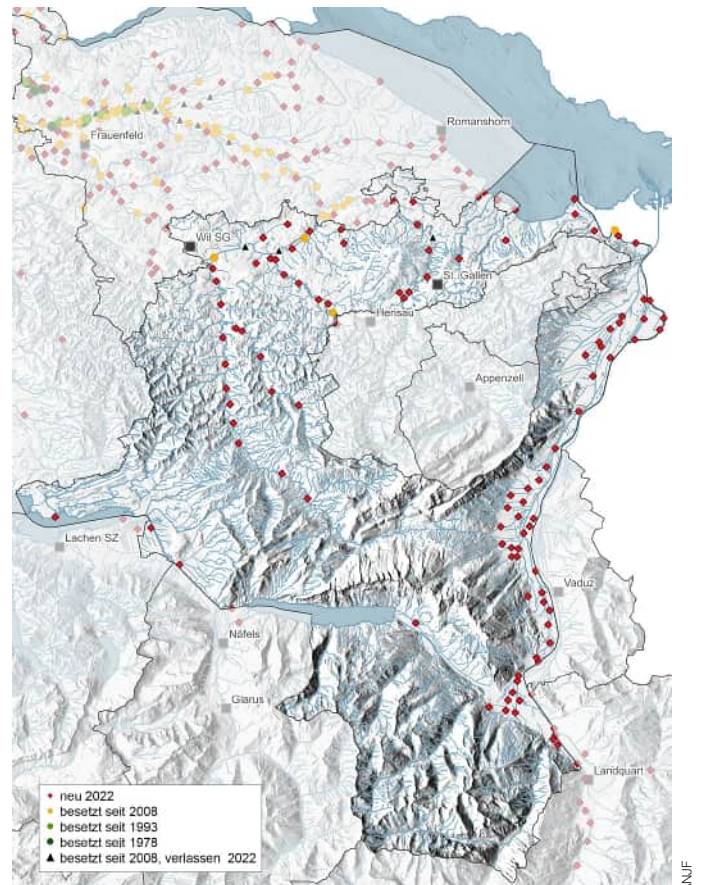 Romanshorn
Frauenfeld
Wil SG
St. Gallen
Herisau
Appenzell
Lachen SZ
Vaduz
Näfels
Glarus
Landquart
neu 2022
besetzt seit 2008
besetzt seit 1993
besetzt seit 1978
besetzt seit 2008, verlassen 2022
ANJF